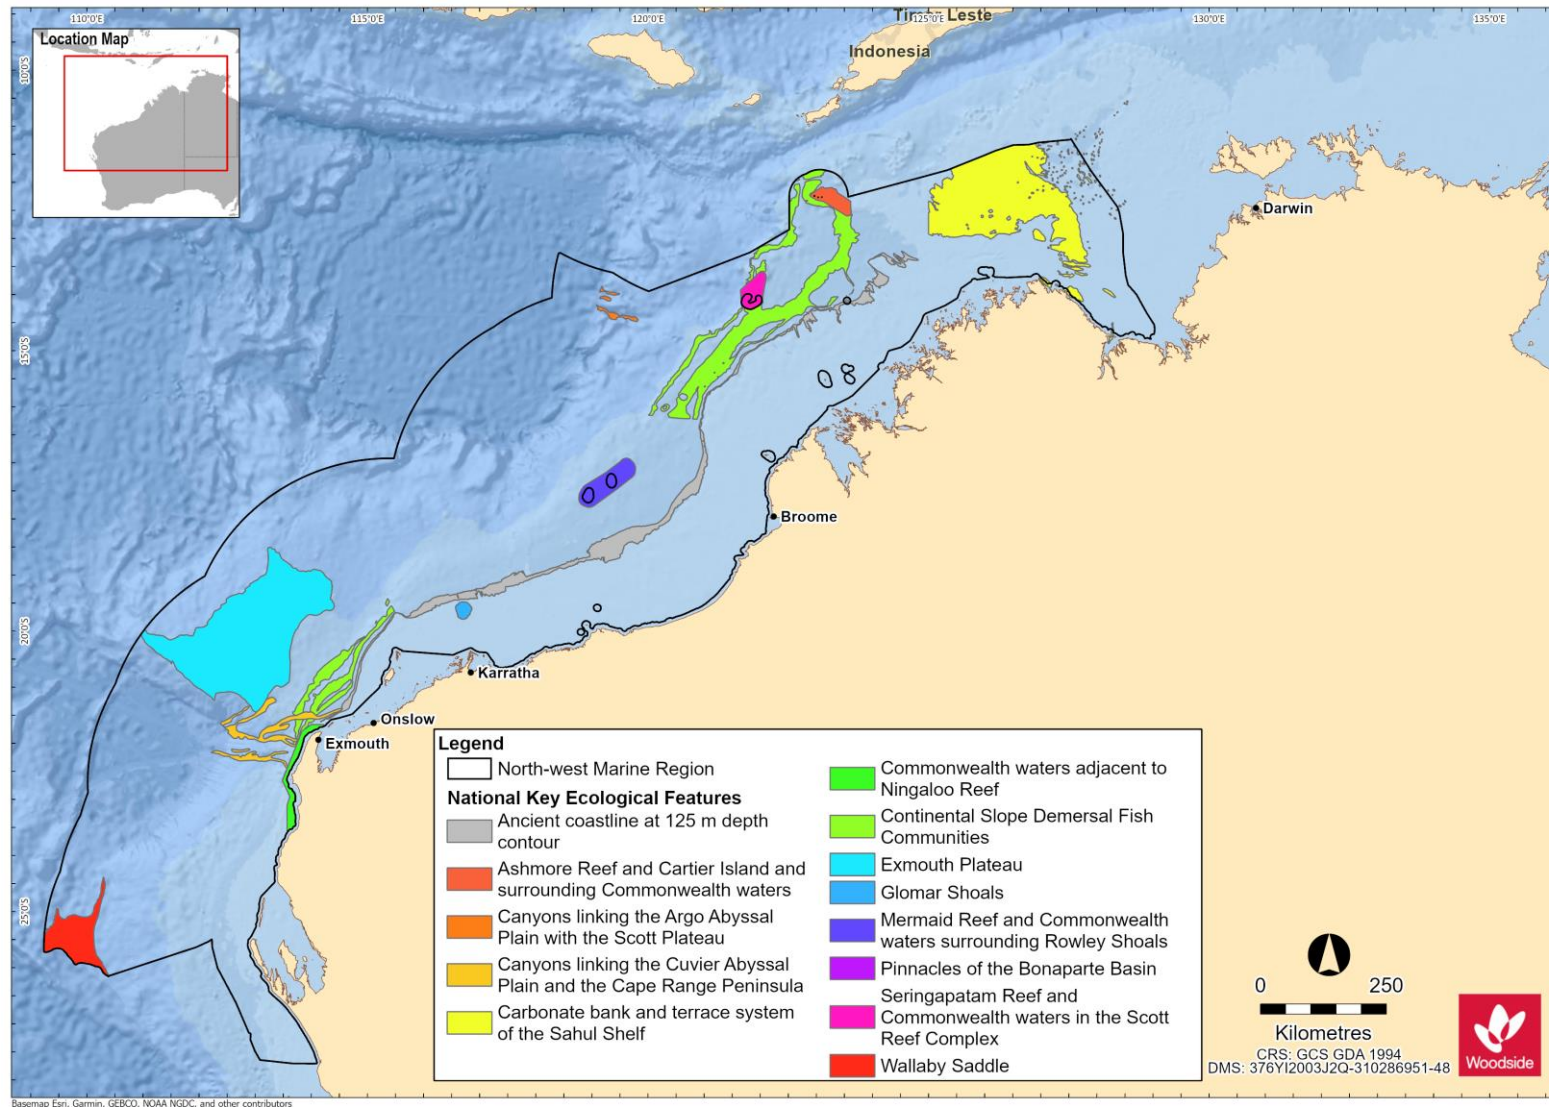 110°0'E
115°0'E
120°0'E
125°0'E
130°0'E
135°0'E
Timor Leste
Location Map
Indonesia
10°0'S
Darwin
15°0'S
Broome
20°0'S
Karratha
Onslow
Exmouth
25°0'S
Legend
North-west Marine Region
National Key Ecological Features
Ancient coastline at 125 m depth
contour
Ashmore Reef and Cartier Island and
surrounding Commonwealth waters
Canyons linking the Argo Abyssal
Plain with the Scott Plateau
Canyons linking the Cuvier Abyssal
Plain and the Cape Range Peninsula
Carbonate bank and terrace system
of the Sahul Shelf
Commonwealth waters adjacent to
Ningaloo Reef
Continental Slope Demersal Fish
Communities
Exmouth Plateau
Glomar Shoals
Mermaid Reef and Commonwealth
waters surrounding Rowley Shoals
Pinnacles of the Bonaparte Basin
Seringapatam Reef and
Commonwealth waters in the Scott
Reef Complex
Wallaby Saddle
0 250
Kilometres
CRS: GCS GDA 1994
DMS: 376YI2003J2Q-310286951-48
Woodside
Basemap Esri, Garmin, GEBCO, NOAA NGDC, and other contributors